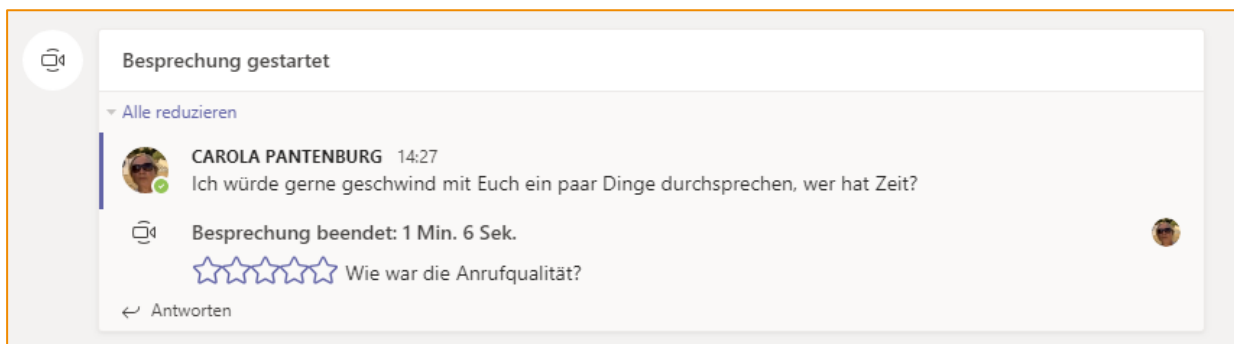 Besprechung gestartet
Alle reduzieren
CAROLA PANTENBURG 14:27
Ich würde gerne geschwind mit Euch ein paar Dinge durchsprechen, wer hat Zeit?
Besprechung beendet: 1 Min. 6 Sek.
Wie war die Anrufqualität?
Antworten